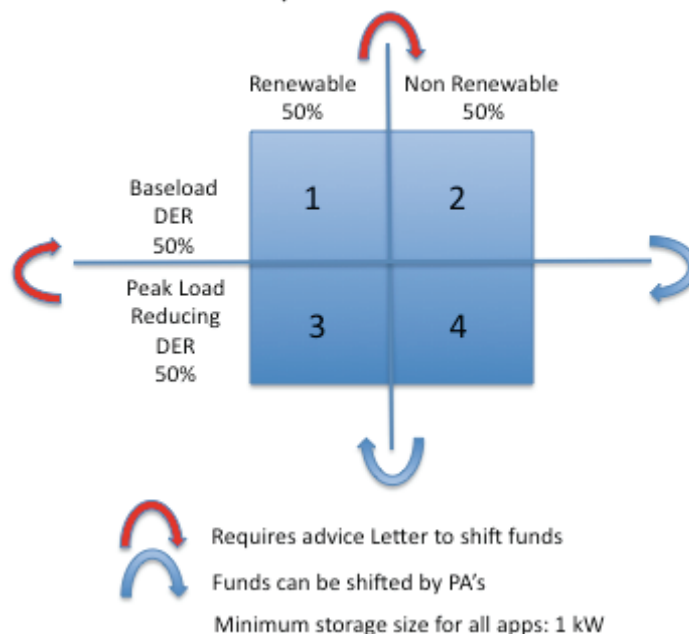 Renewable
50%
Non Renewable
50%
Baseload
DER
50%
1
2
Peak Load
Reducing
DER
50%
3
4
Requires advice Letter to shift funds
Funds can be shifted by PA's
Minimum storage size for all apps: 1 kW